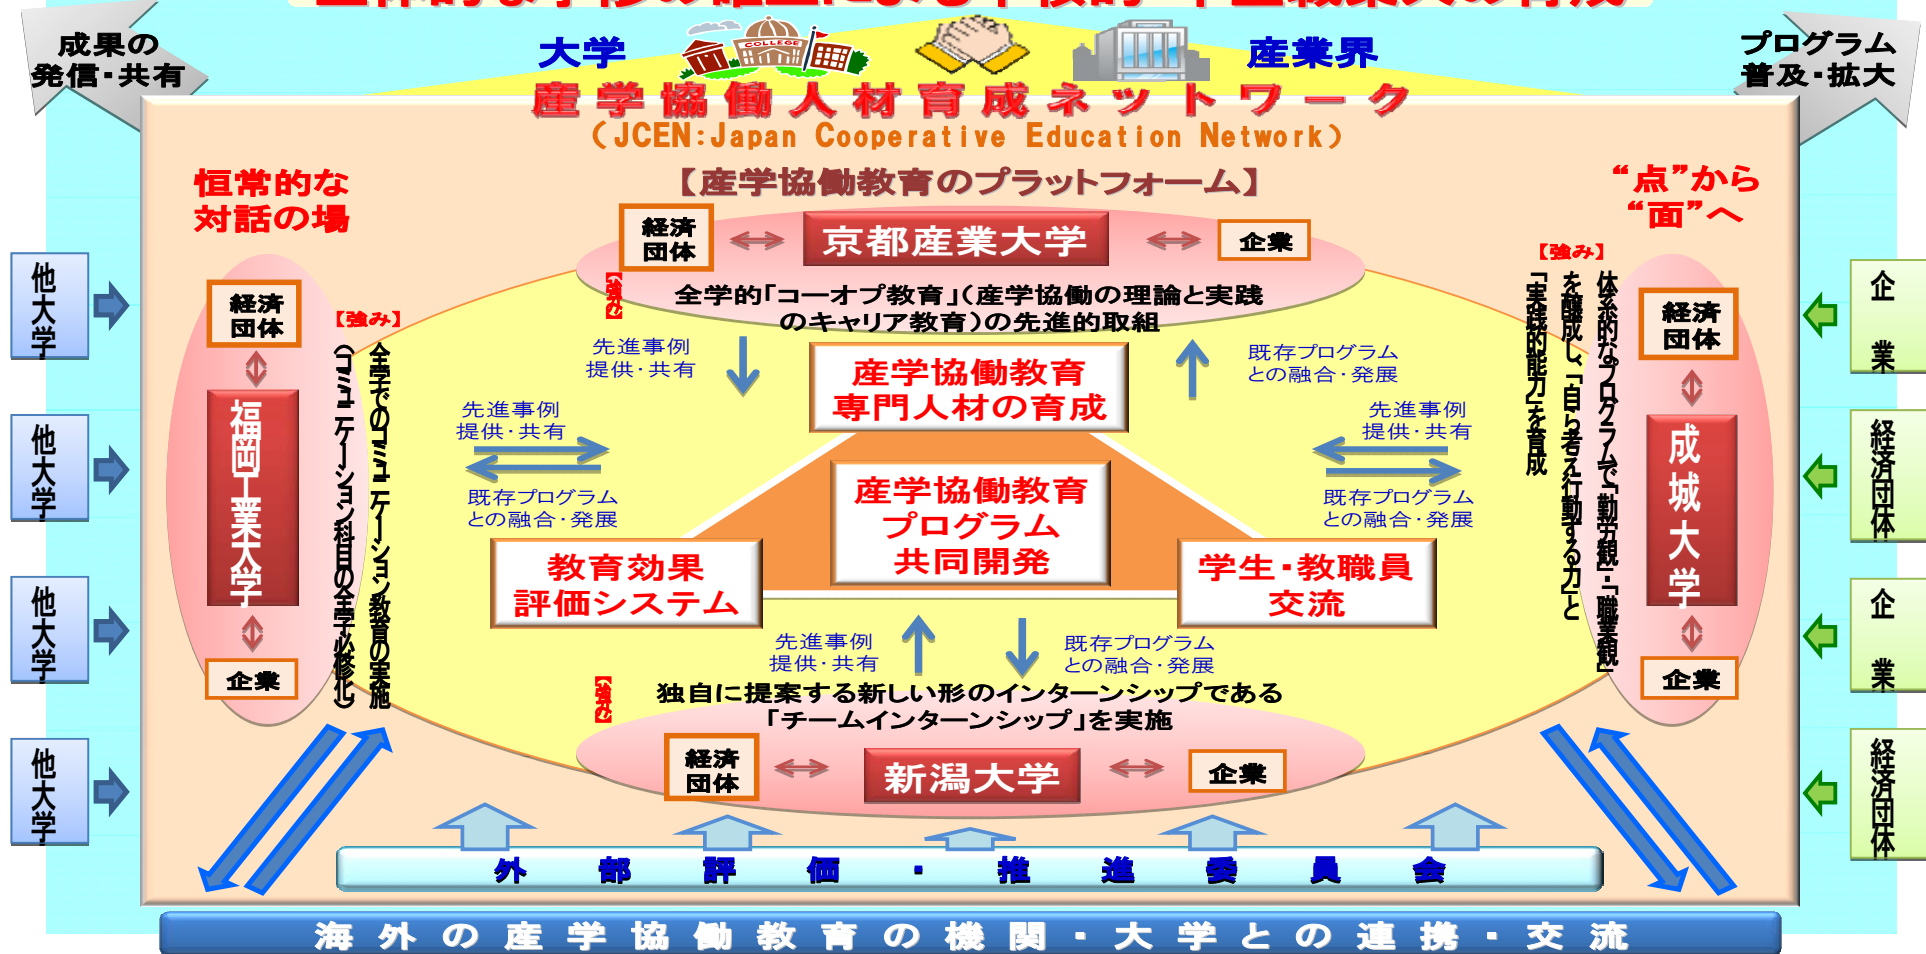 主体的な学修の確立による中核的・中堅職業人の育成
成果の
発信・共有
大学
COLLEGE
産業界
プログラム
普及・拡大
産学協働人材育成ネットワーク
（JCEN：Japan Cooperative Education Network）
【産学協働教育のプラットフォーム】
恒常的な
対話の場
“点”から
“面”へ
経済
団体
京都産業大学
企業
【強み】
全学的「コーオプ教育」（産学協働の理論と実践
のキャリア教育）の先進的取組
他大学
他大学
他大学
他大学
経済
団体
福岡工業大学
企業
【強み】
全学でのコミュニケーション教育の実施
（コミュニケーション科目の全学必修化）
先進事例
提供・共有
既存プログラム
との融合・発展
先進事例
提供・共有
既存プログラム
との融合・発展
産学協働教育
専門人材の育成
産学協働教育
プログラム
共同開発
教育効果
評価システム
学生・教職員
交流
先進事例
提供・共有
既存プログラム
との融合・発展
先進事例
提供・共有
既存プログラム
との融合・発展
【強み】
体系的なプログラムで「勤労観」・「職業観」
を醸成し、「自ら考え行動する力」と
「実践的能力」を育成
経済
団体
成城大学
企業
企業
経済団体
企業
経済団体
【強み】
独自に提案する新しい形のインターンシップである
「チームインターンシップ」を実施
経済
団体
新潟大学
企業
外部評価・推進委員会
海外の産学協働教育の機関・大学との連携・交流